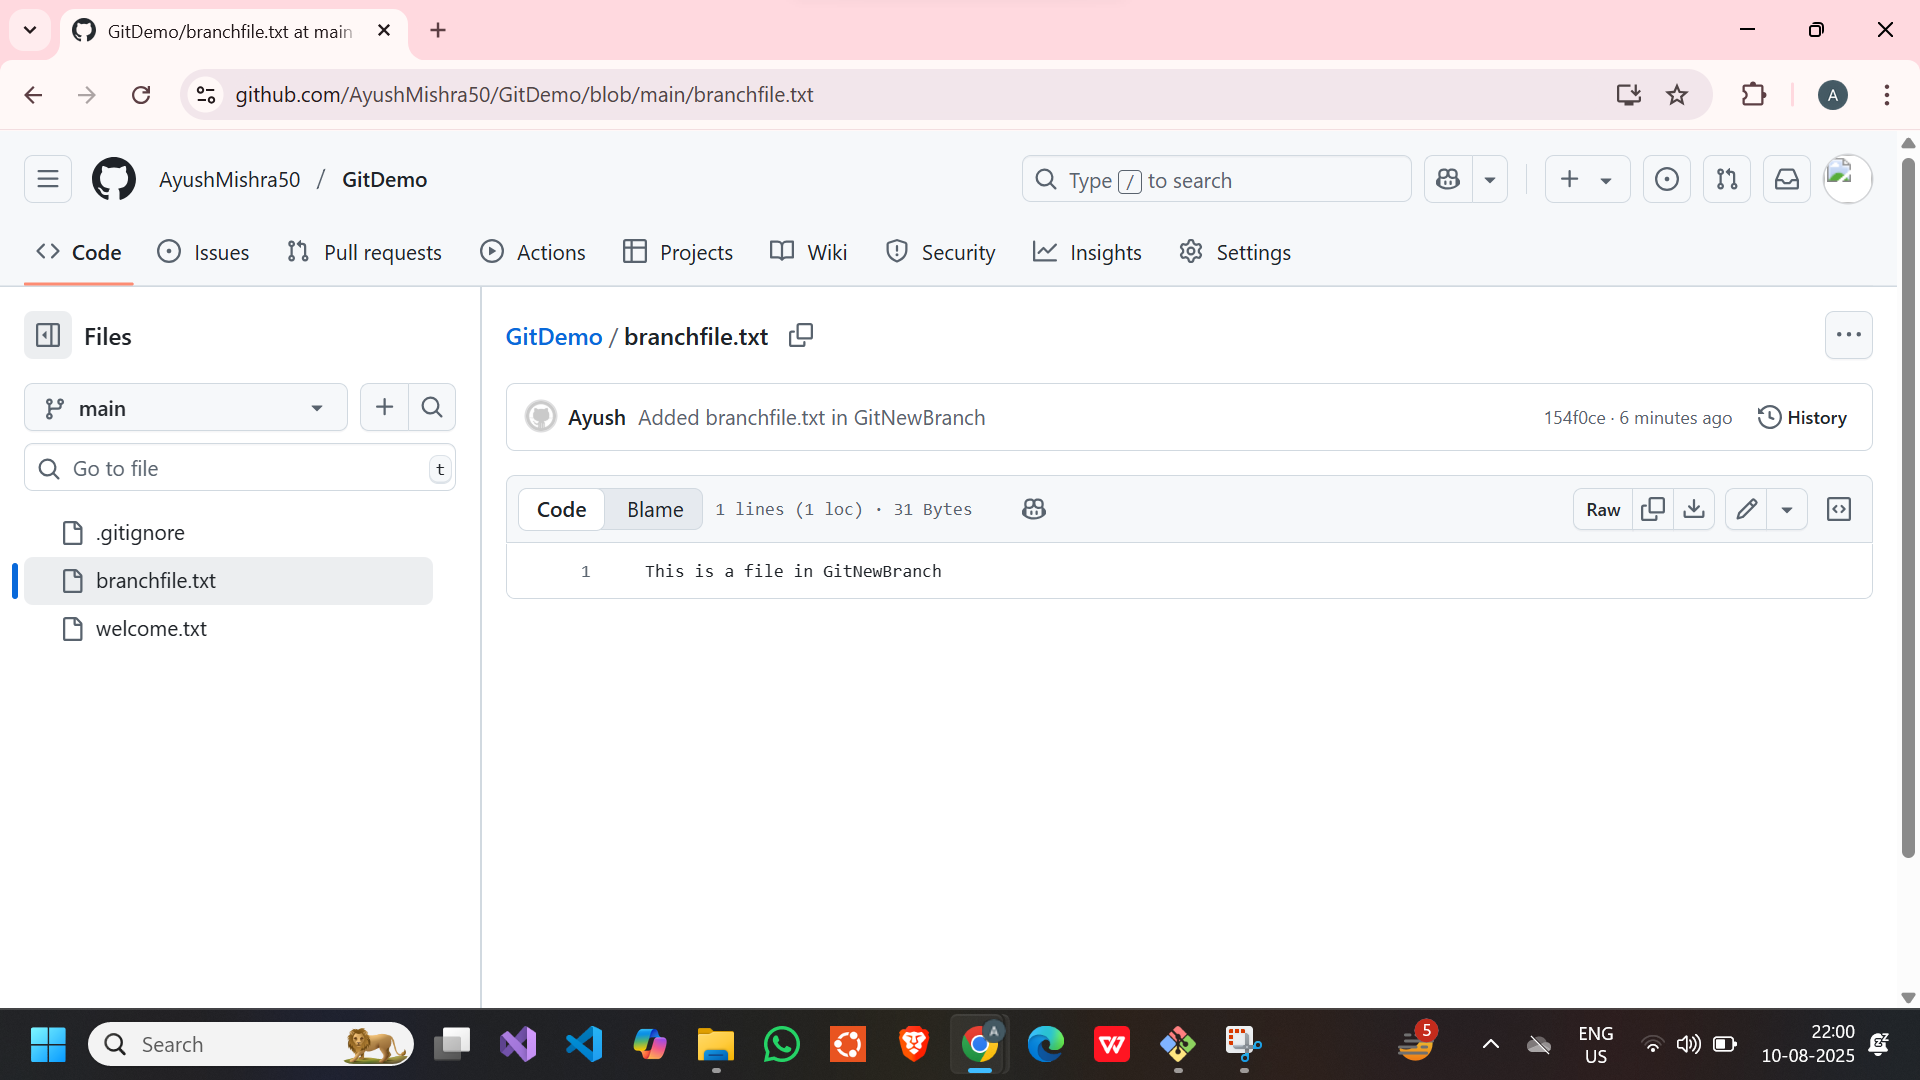 GitDemo/branchfile.txt at main
github.com/AyushMishra50/GitDemo/blob/main/branchfile.txt
A
AyushMishra50 / GitDemo
Type / to search
Code
Issues
Pull requests
Actions
Projects
Wiki
Security
Insights
Settings
Files
main
Go to file
t
.gitignore
branchfile.txt
welcome.txt
GitDemo / branchfile.txt
Ayush Added branchfile.txt in GitNewBranch
154f0ce · 6 minutes ago
History
Code
Blame
1 lines (1 loc) · 31 Bytes
Raw
1 This is a file in GitNewBranch
Search
A
5
ENG
US
22:00
10-08-2025